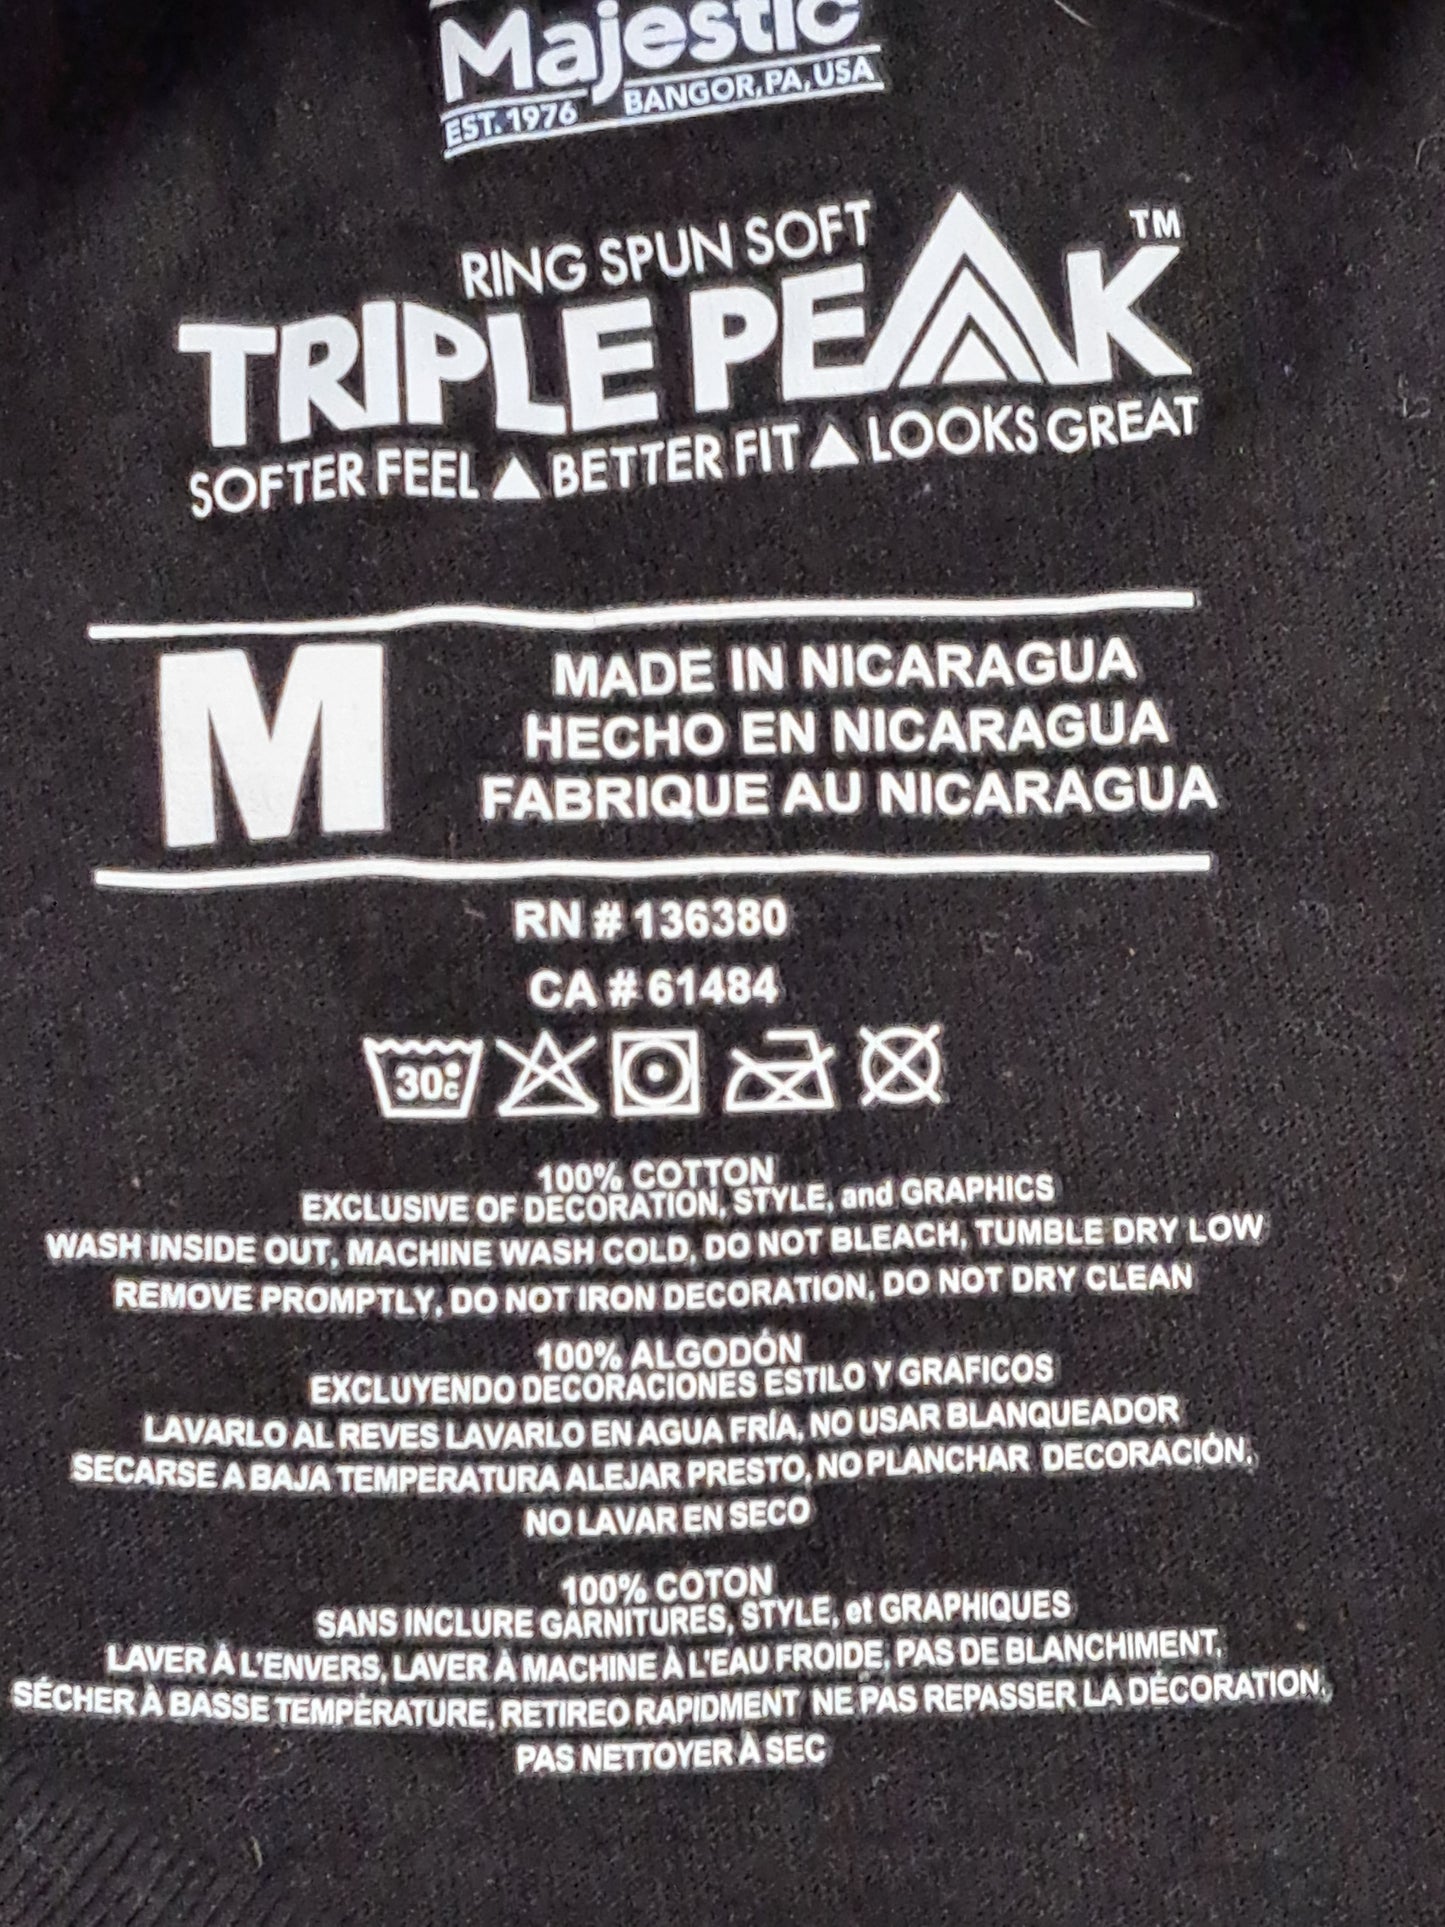 Majestic
EST. 1976 BANGOR, PA, USA
RING SPUN SOFT
TRIPLE PEAK™
SOFTER FEEL ▲ BETTER FIT ▲ LOOKS GREAT
M
MADE IN NICARAGUA
HECHO EN NICARAGUA
FABRIQUE AU NICARAGUA
RN # 136380
CA # 61484
30°C
100% COTTON
EXCLUSIVE OF DECORATION, STYLE, and GRAPHICS
WASH INSIDE OUT, MACHINE WASH COLD, DO NOT BLEACH, TUMBLE DRY LOW
REMOVE PROMPTLY, DO NOT IRON DECORATION, DO NOT DRY CLEAN
100% ALGODÓN
EXCLUYENDO DECORACIONES ESTILO Y GRAFICOS
LAVARLO AL REVES LAVARLO EN AGUA FRÍA, NO USAR BLANQUEADOR
SECARSE A BAJA TEMPERATURA ALEJAR PRESTO, NO PLANCHAR DECORACIÓN,
NO LAVAR EN SECO
100% COTON
SANS INCLURE GARNITURES, STYLE, et GRAPHIQUES
LAVER À L'ENVERS, LAVER À MACHINE À L'EAU FROIDE, PAS DE BLANCHIMENT,
SÉCHER À BASSE TEMPÉRATURE, RETIREO RAPIDMENT NE PAS REPASSER LA DÉCORATION,
PAS NETTOYER À SEC